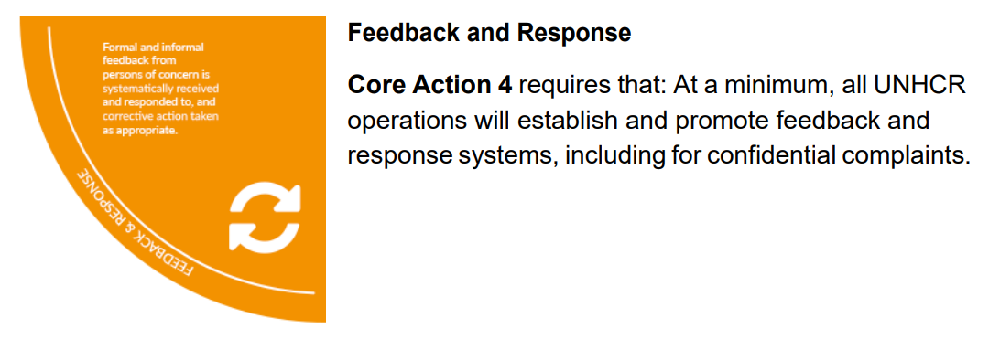 Formal and informal
feedback from
persons of concern is
systematically received
and responded to, and
corrective action taken
as appropriate.
FEEDBACK & RESPONSE
Feedback and Response
Core Action 4 requires that: At a minimum, all UNHCR
operations will establish and promote feedback and
response systems, including for confidential complaints.